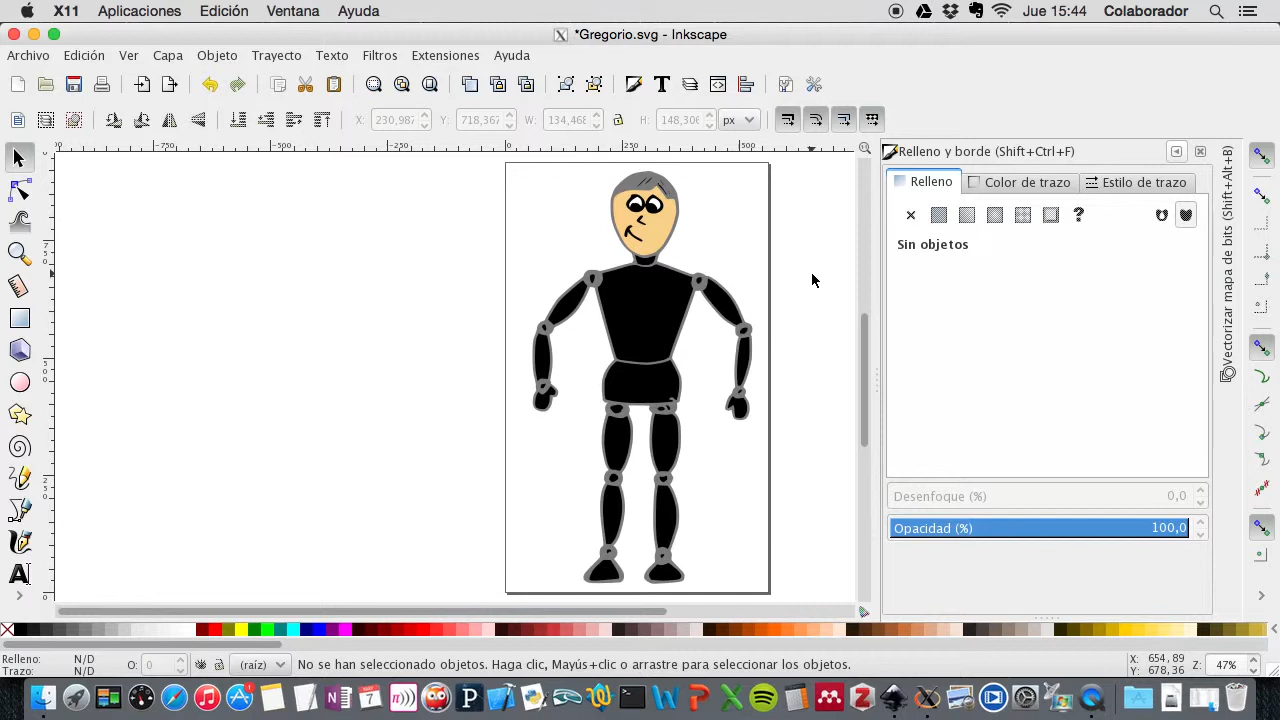 X11 Aplicaciones Edición Ventana Ayuda Jue 15:44 Colaborador
*Gregorio.svg - Inkscape
Archivo Edición Ver Capa Objeto Trayecto Texto Filtros Extensiones Ayuda
X: 230,987 Y: 718,367 W: 134,468 H: 148,306 px
Relleno y borde (Shift+Ctrl+F)
Relleno Color de trazo Estilo de trazo
Sin objetos
Vectorizar mapa de bits (Shift+Alt+B)
Desenfoque (%) 0,0
Opacidad (%) 100,0
Relleno: N/D O: 0 (raíz) No se han seleccionado objetos. Haga clic, Mayús+clic o arrastre para seleccionar los objetos. X: 654,89 Z: 47%
Trazo: N/D Y: 678,36